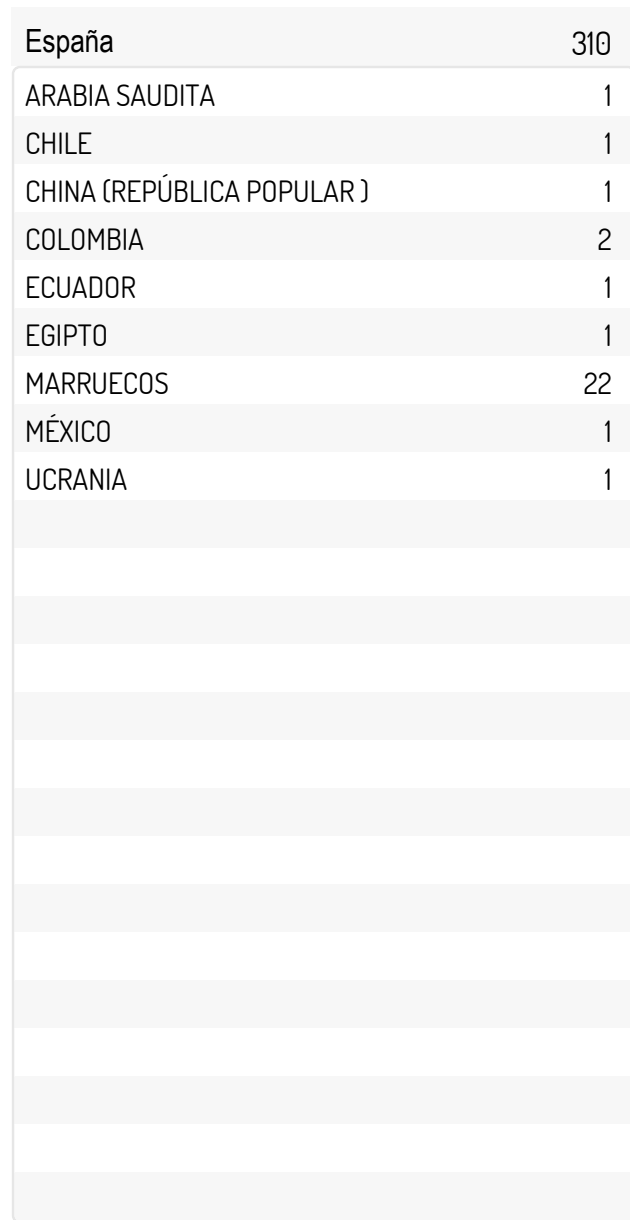 España 310
ARABIA SAUDITA 1
CHILE 1
CHINA (REPÚBLICA POPULAR ) 1
COLOMBIA 2
ECUADOR 1
EGIPTO 1
MARRUECOS 22
MÉXICO 1
UCRANIA 1